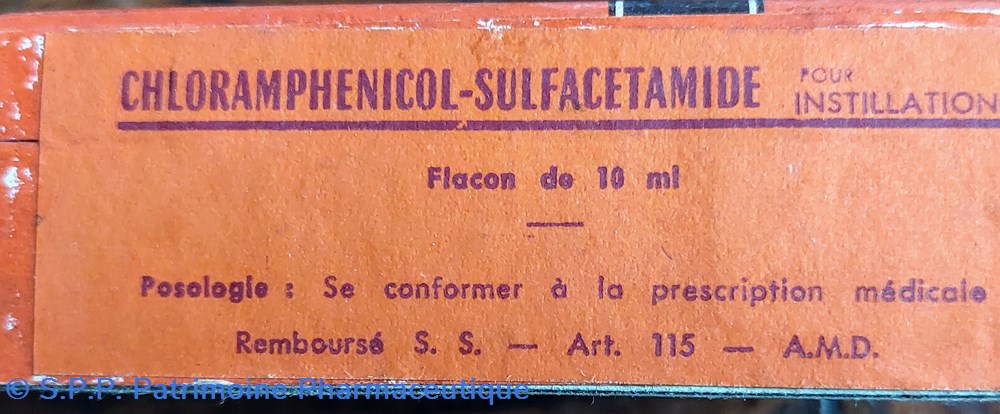 CHLORAMPHENICOL-SULFACETAMIDE POUR INSTILLATION
Flacon de 10 ml
Posologie : Se conformer à la prescription médicale
Remboursé S. S. — Art. 115 — A.M.D.
© S.P.P. Patrimoine Pharmaceutique